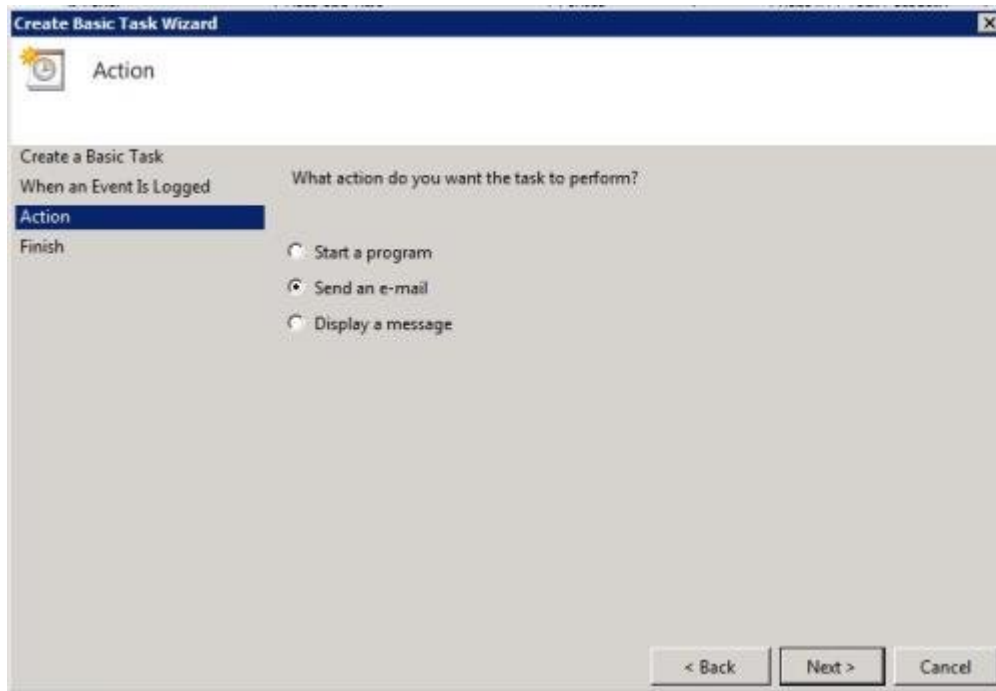 Create Basic Task Wizard
Action
Create a Basic Task
When an Event Is Logged
Action
Finish
What action do you want the task to perform?
Start a program
Send an e-mail
Display a message
< Back
Next >
Cancel